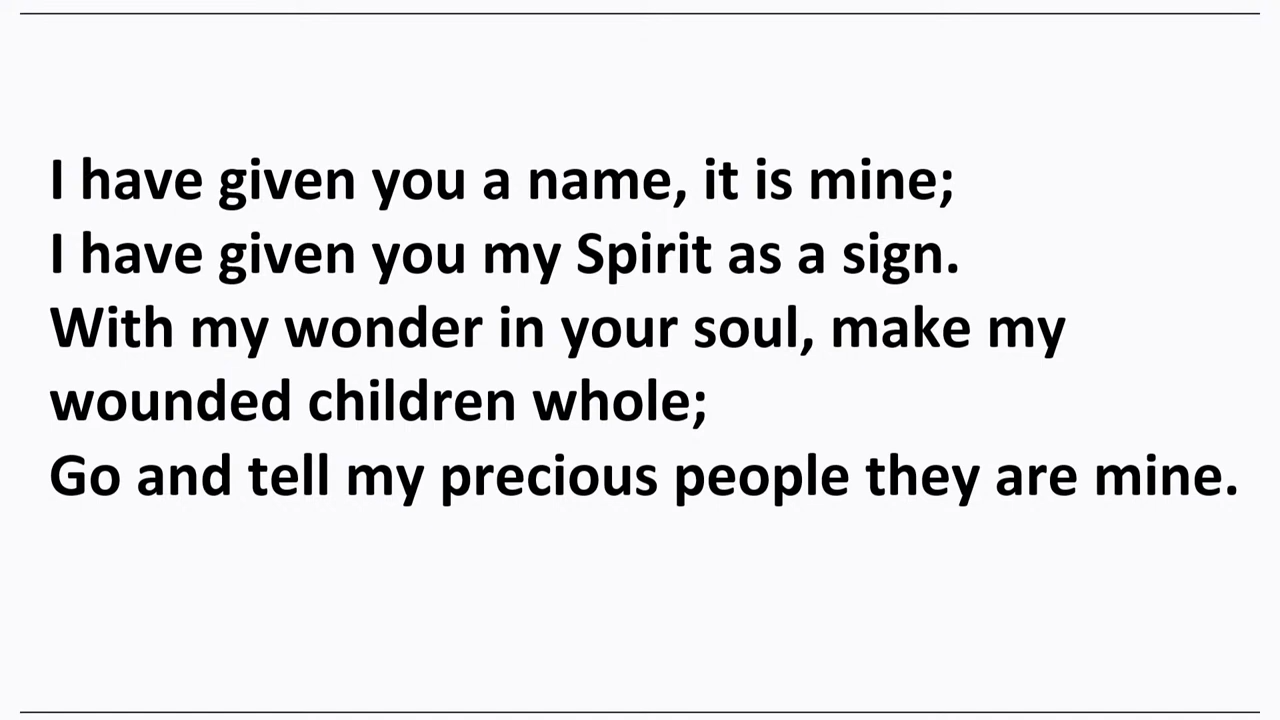 I have given you a name, it is mine;
I have given you my Spirit as a sign.
With my wonder in your soul, make my
wounded children whole;
Go and tell my precious people they are mine.